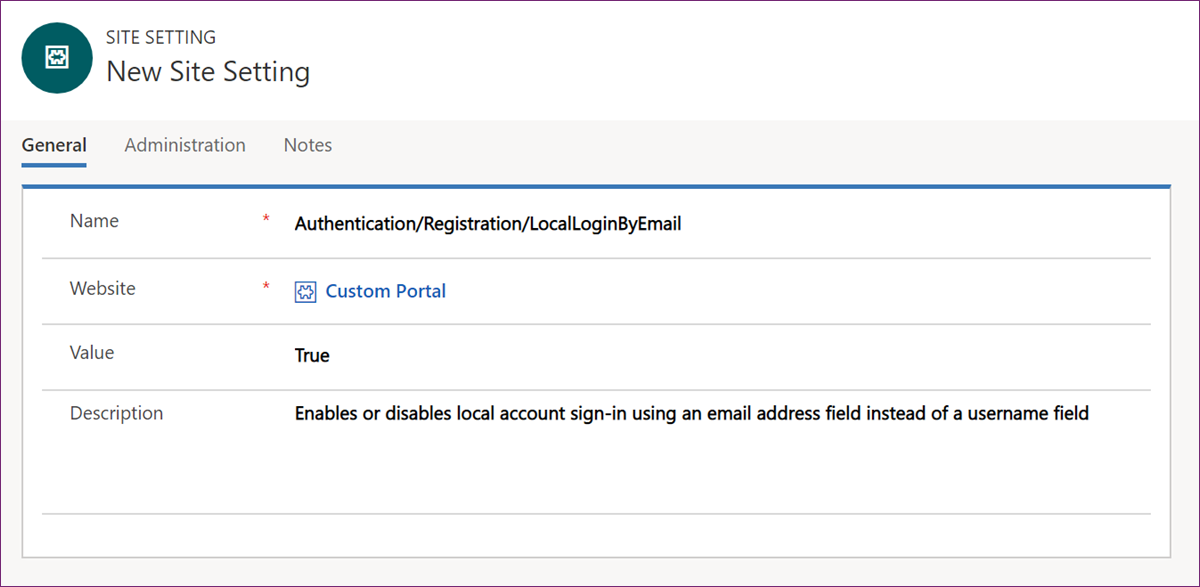 SITE SETTING
New Site Setting
General Administration Notes
Name * Authentication/Registration/LocalLoginByEmail
Website * Custom Portal
Value True
Description Enables or disables local account sign-in using an email address field instead of a username field